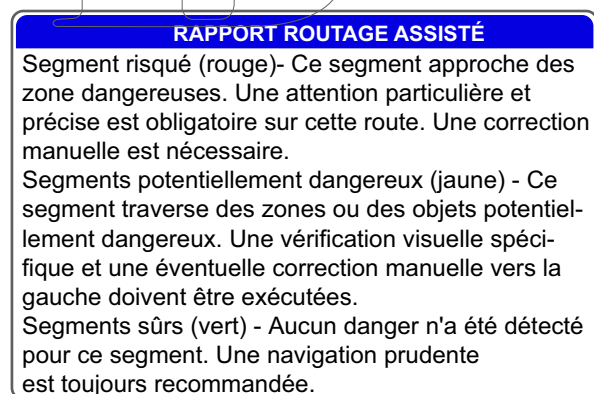 RAPPORT ROUTAGE ASSISTÉ
Segment risqué (rouge)- Ce segment approche des
zone dangereuses. Une attention particulière et
précise est obligatoire sur cette route. Une correction
manuelle est nécessaire.
Segments potentiellement dangereux (jaune) - Ce
segment traverse des zones ou des objets potentiel-
lement dangereux. Une vérification visuelle spéci-
fique et une éventuelle correction manuelle vers la
gauche doivent être exécutées.
Segments sûrs (vert) - Aucun danger n'a été détecté
pour ce segment. Une navigation prudente
est toujours recommandée.